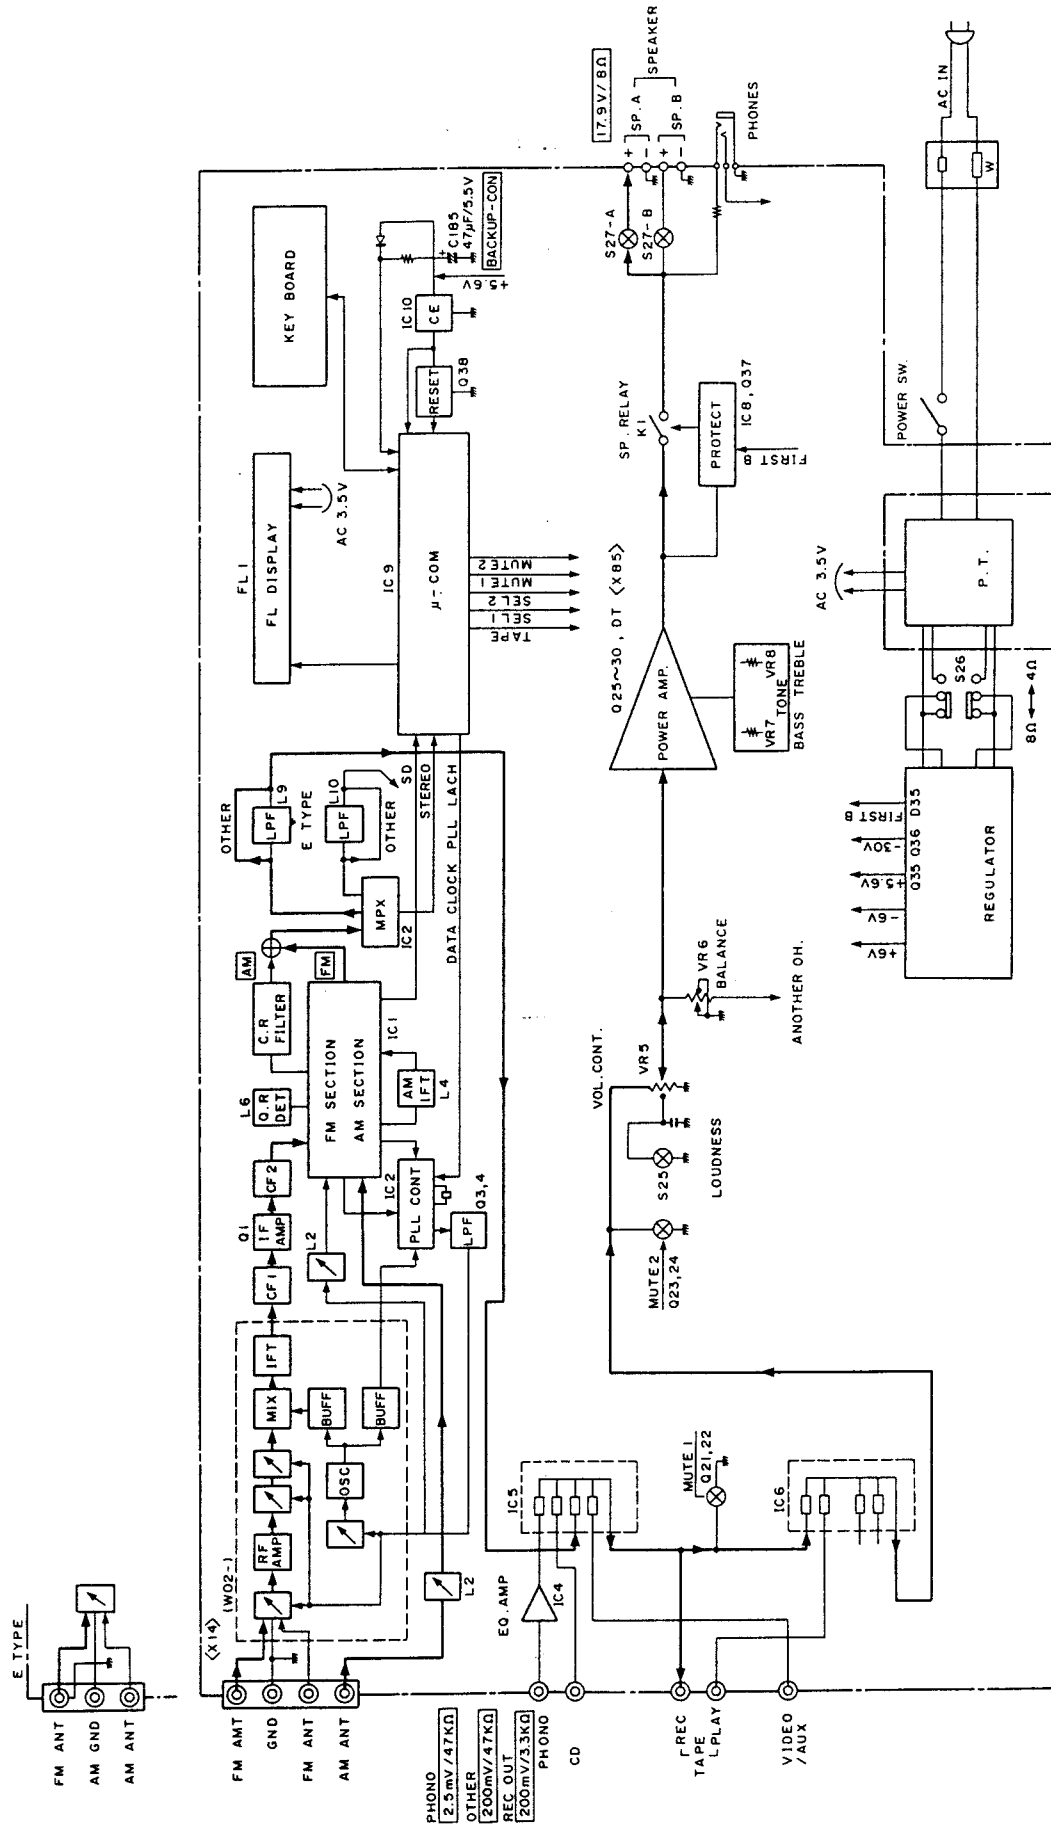 E TYPE
FM ANT
AM GND
AM ANT
FM AMT
GND
FM ANT
AM ANT
⟨X14⟩
(W02-)
RF AMP
MIX
IFT
OSC
BUFF
BUFF
CF1
Q1
IF AMP
CF2
L6
Q.R DET
C.R FILTER
AM
FM
FM SECTION
AM SECTION
IC1
AM IFT
L4
L2
L2
IC2
PLL CONT
LPF
Q3,4
MPX
IC2
OTHER
LPF
L9
E TYPE
LPF
L10
OTHER
SD
STEREO
DATA CLOCK PLL LACH
FL1
FL DISPLAY
AC 3.5V
KEY BOARD
IC9
μ-COM
TAPE
SEL1
SEL2
MUTE1
MUTE2
RESET
Q38
IC10
CE
+5.6V
+
C185
47μF/5.5V
BACKUP-CON
PHONO
2.5mV/47KΩ
OTHER
200mV/47KΩ
REC OUT
200mV/3.3KΩ
PHONO
CD
REC
TAPE
PLAY
VIDEO
/AUX
EQ.AMP
IC4
IC5
MUTE1
Q21,22
IC6
MUTE 2
Q23,24
S25
LOUDNESS
VOL.CONT.
VR5
VR6
BALANCE
ANOTHER OH.
POWER AMP.
Q25~30, DT ⟨X85⟩
VR7
VR8
TONE
BASS TREBLE
SP. RELAY
K1
PROTECT
IC8, Q37
FIRST B
S27-A
S27-B
17.9V/8Ω
+
-
+
-
SP.A
SP.B
SPEAKER
PHONES
REGULATOR
+6V
-6V
+5.6V
-30V
FIRST B
Q35 Q36 D35
8Ω
4Ω
S26
P.T.
AC 3.5V
POWER SW.
W
AC IN